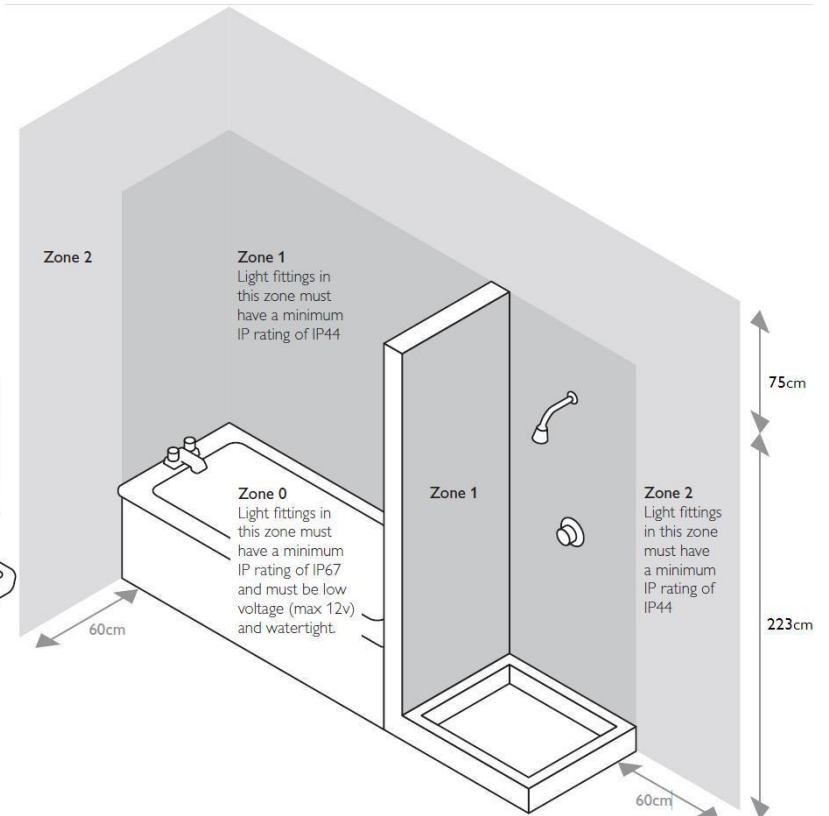 Zone 2
Zone 1
Light fittings in
this zone must
have a minimum
IP rating of IP44
75cm
Zone 0
Light fittings in
this zone must
have a minimum
IP rating of IP67
and must be low
voltage (max 12v)
and watertight.
Zone 1
Zone 2
Light fittings
in this zone
must have
a minimum
IP rating of
IP44
223cm
60cm
60cm